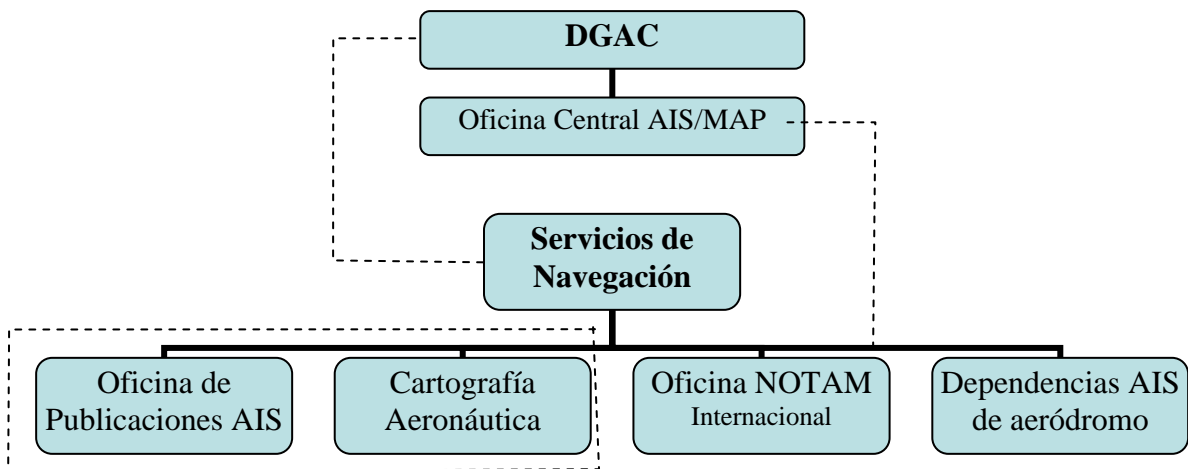 DGAC
Oficina Central AIS/MAP
Servicios de
Navegación
Oficina de
Publicaciones AIS
Cartografía
Aeronáutica
Oficina NOTAM
Internacional
Dependencias AIS
de aeródromo